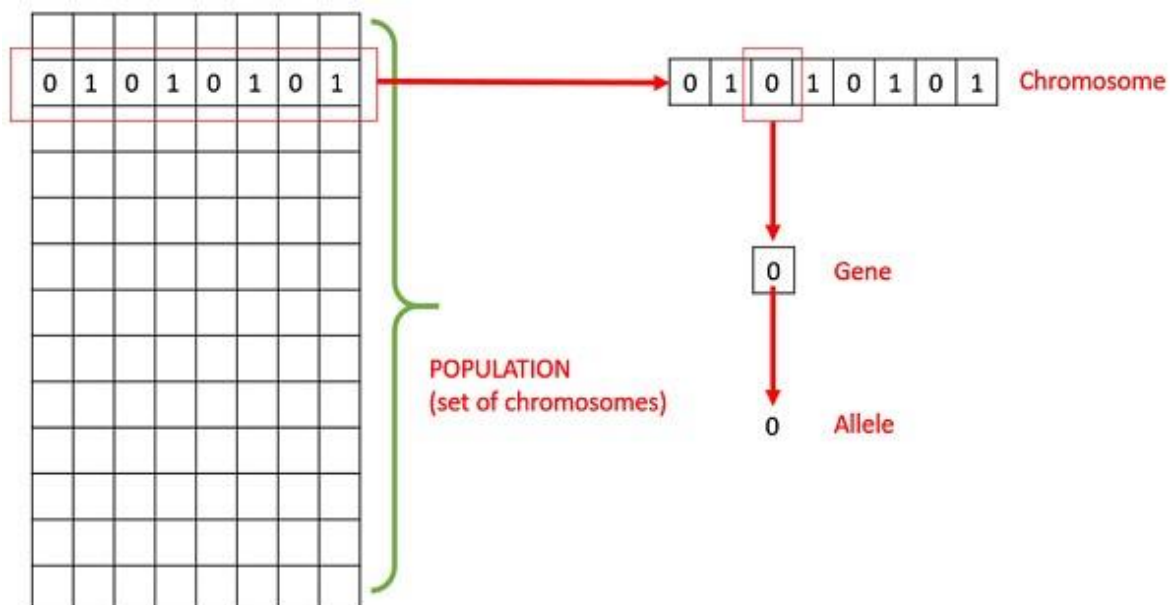 0 1 0 1 0 1 0 1
0 1 0 1 0 1 0 1 Chromosome
0 Gene
POPULATION
(set of chromosomes)
0 Allele